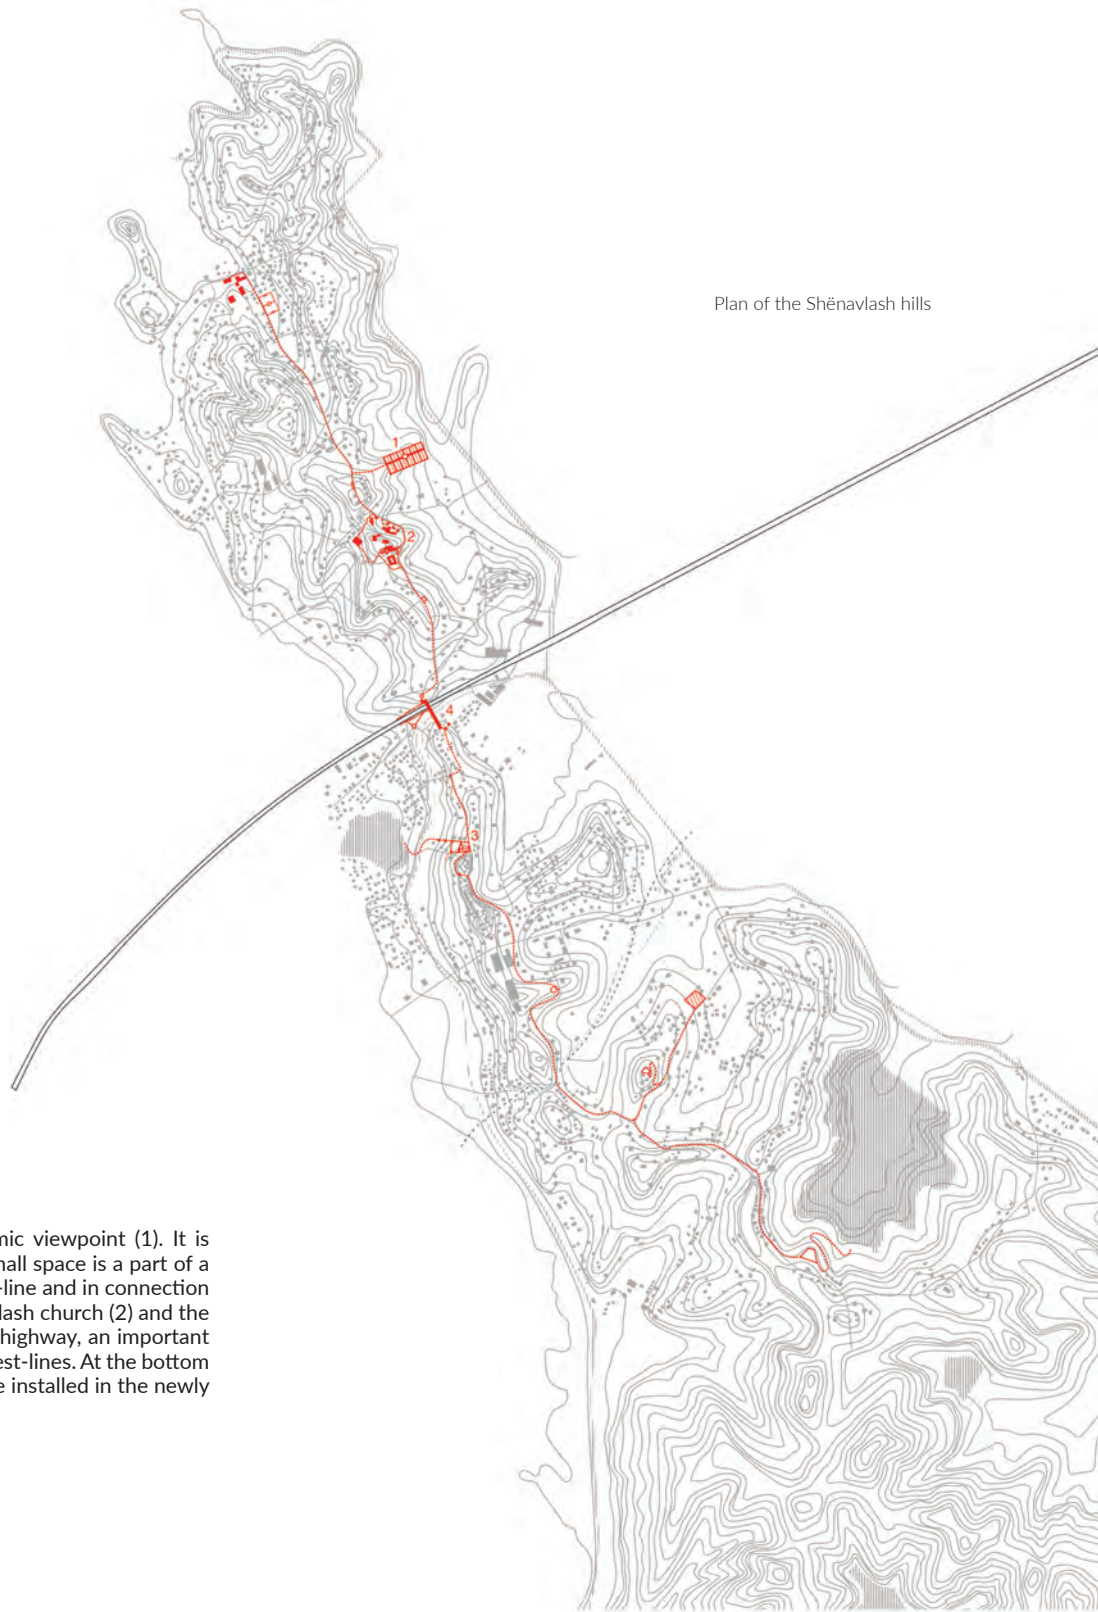 Plan of the Shënavlash hills
1
2
4
3
mic viewpoint (1). It is
nall space is a part of a
-line and in connection
lash church (2) and the
highway, an important
est-lines. At the bottom
e installed in the newly